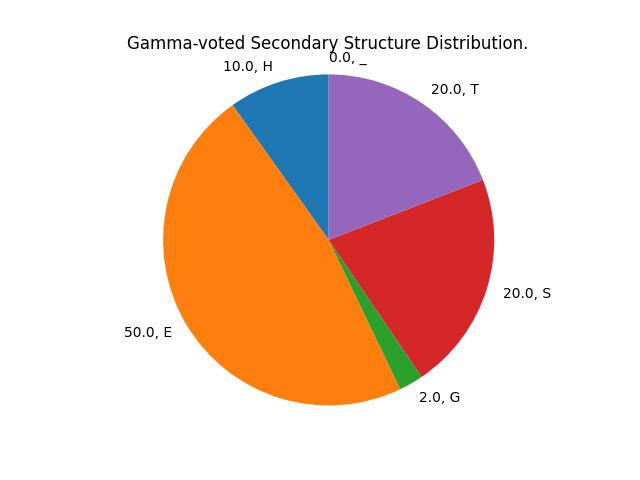 Gamma-voted Secondary Structure Distribution.
0.0, _
10.0, H
20.0, T
20.0, S
50.0, E
2.0, G